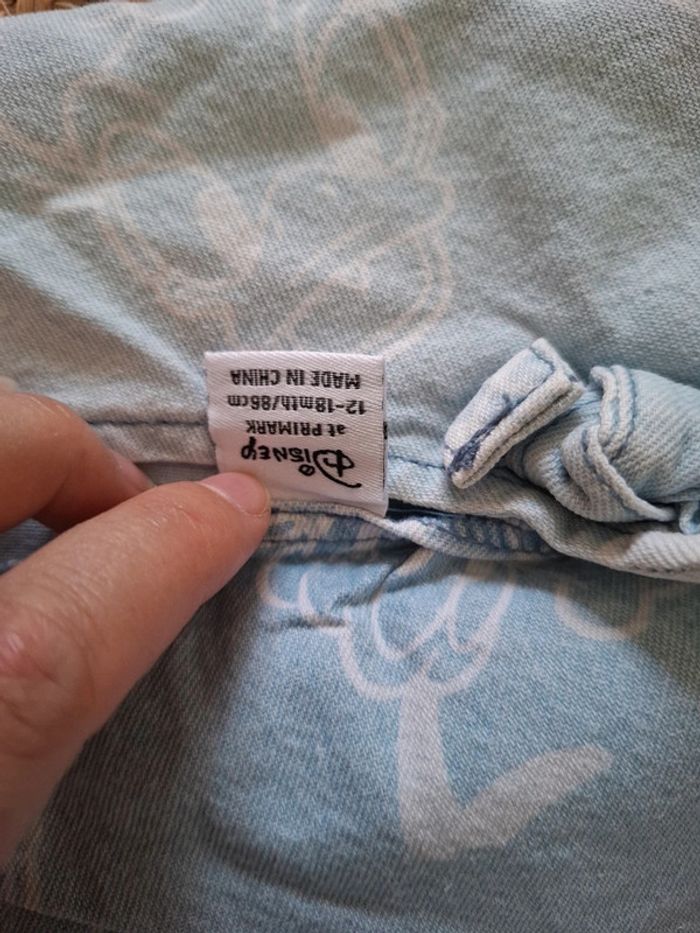 Disney
at PRIMARK
12-18mth/86cm
MADE IN CHINA